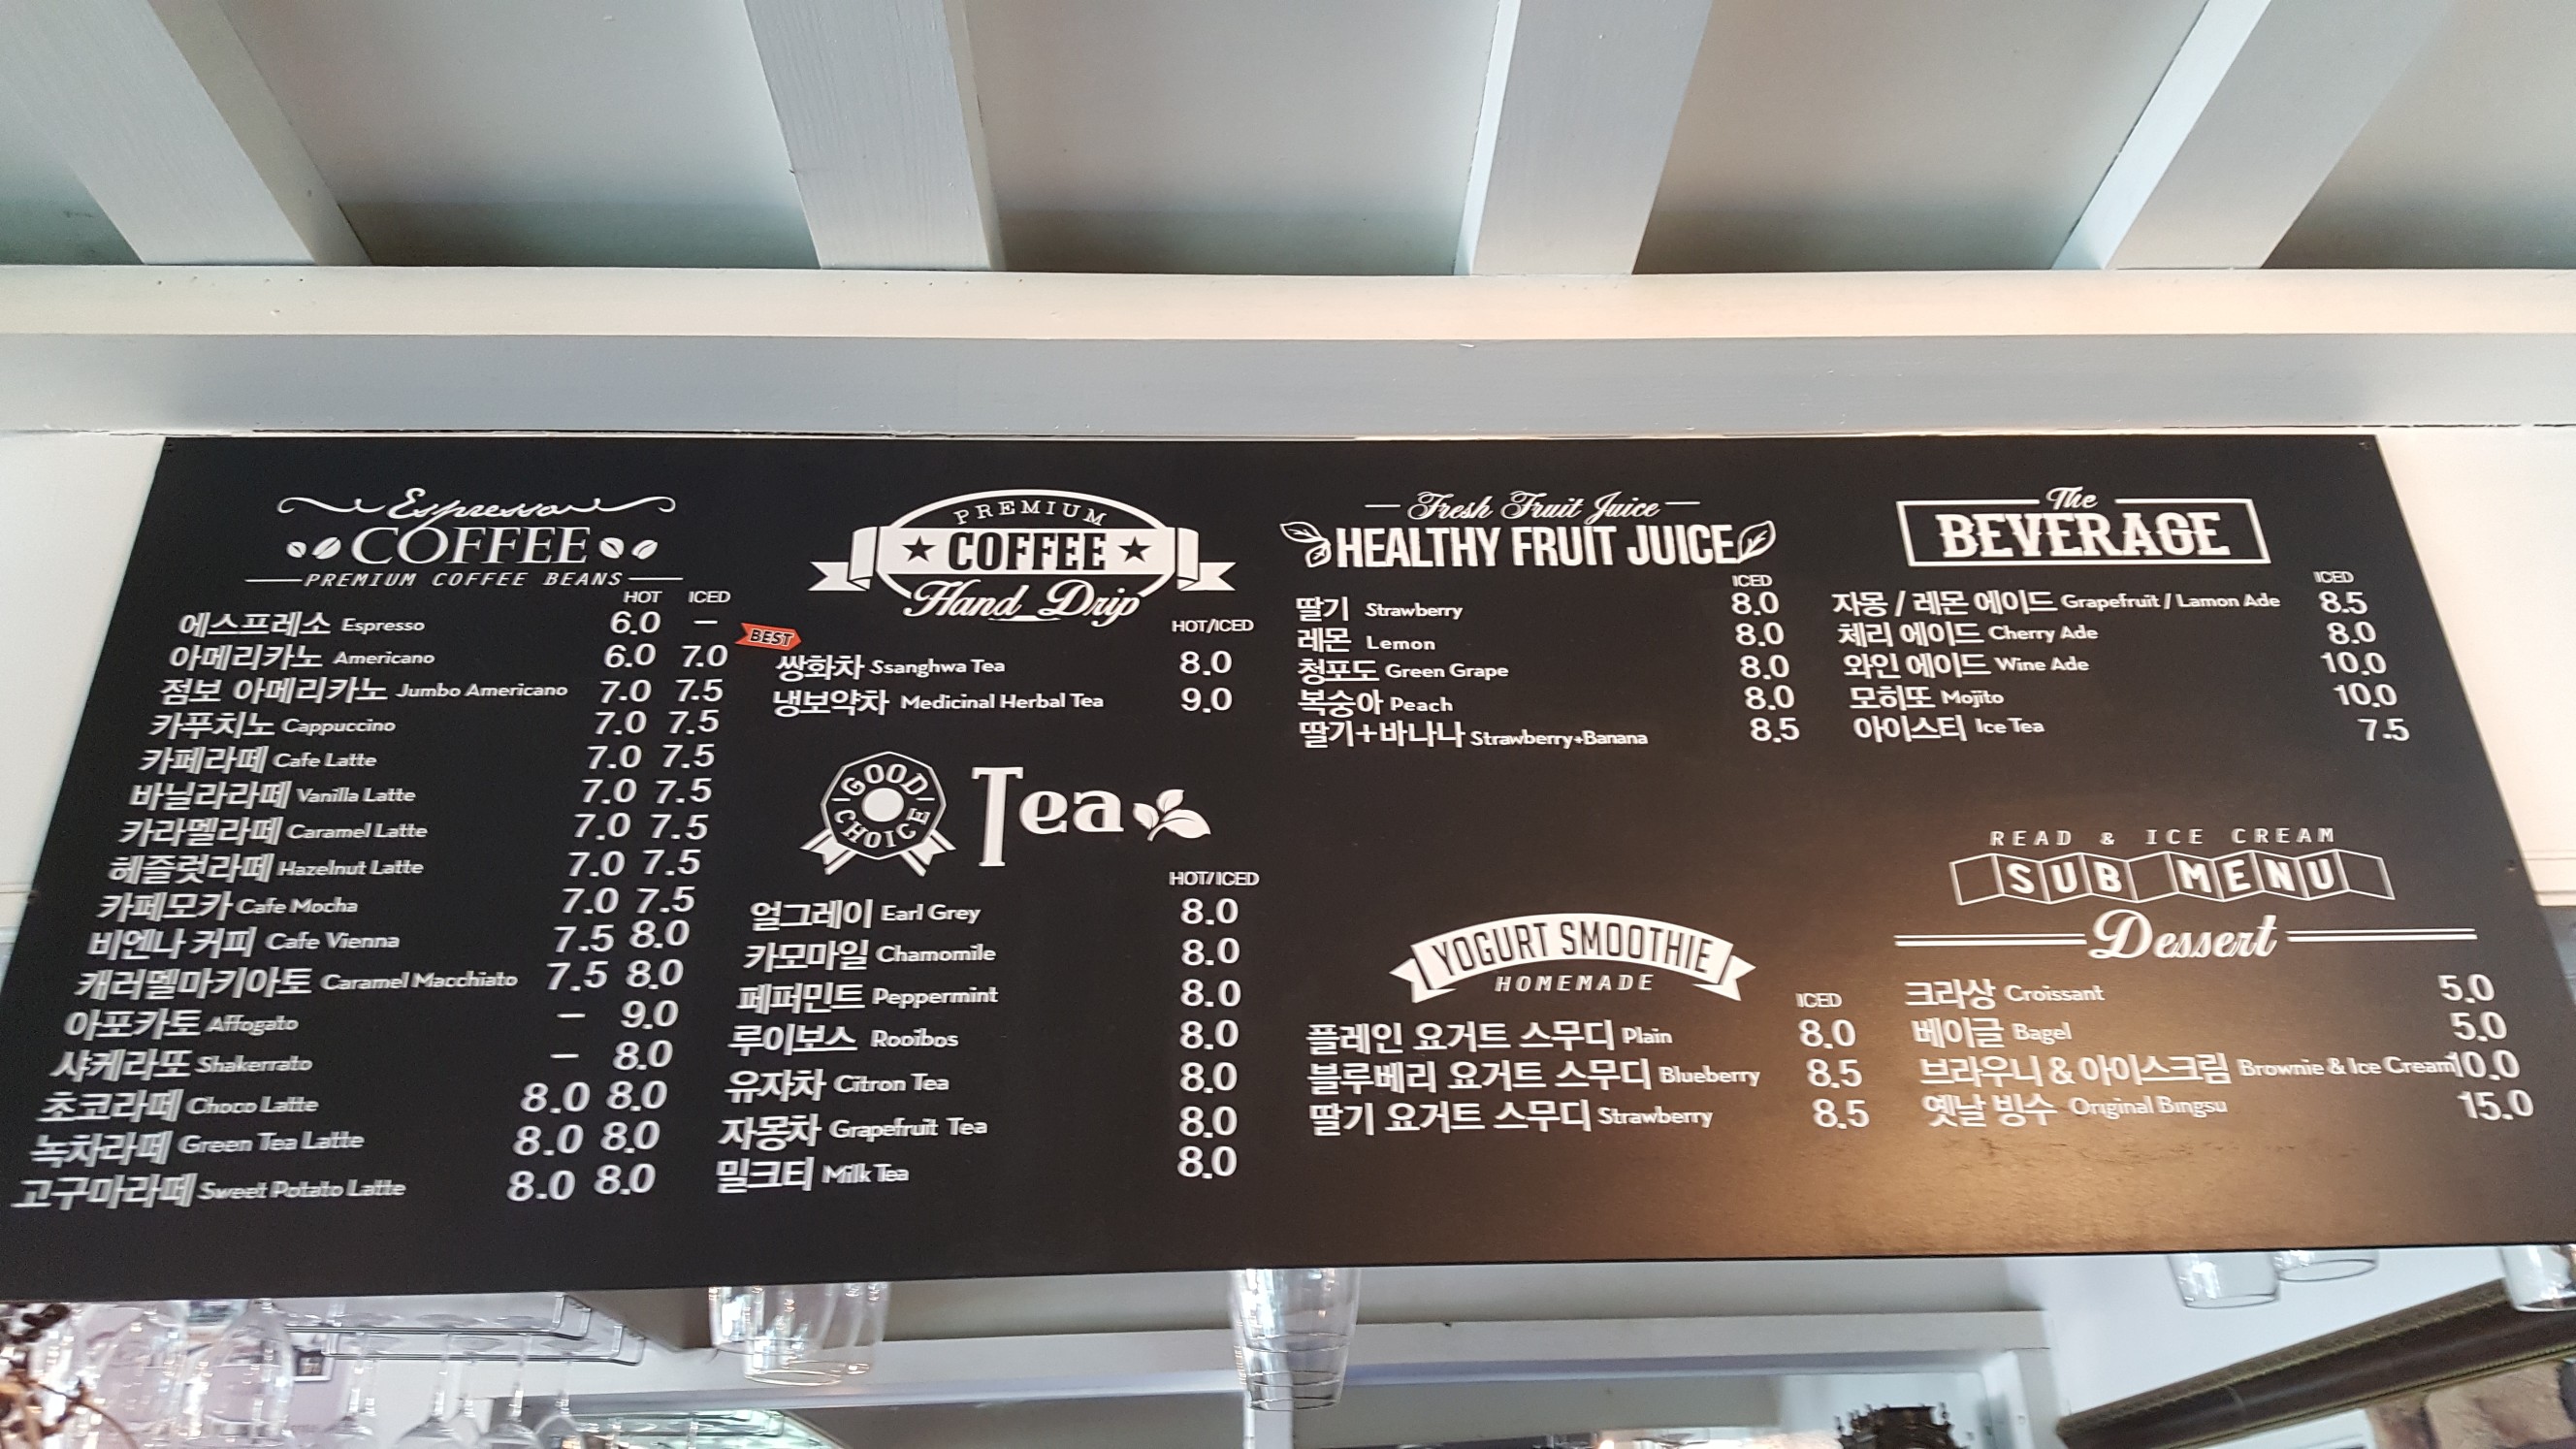 Espresso
COFFEE
PREMIUM COFFEE BEANS
HOT ICED
에스프레소 Espresso 6.0 –
아메리카노 Americano 6.0 7.0
점보 아메리카노 Jumbo Americano 7.0 7.5
카푸치노 Cappuccino 7.0 7.5
카페라떼 Cafe Latte 7.0 7.5
바닐라라떼 Vanilla Latte 7.0 7.5
카라멜라떼 Caramel Latte 7.0 7.5
헤즐럿라떼 Hazelnut Latte 7.0 7.5
카페모카 Cafe Mocha 7.0 7.5
비엔나 커피 Cafe Vienna 7.5 8.0
캐러멜마키아토 Caramel Macchiato 7.5 8.0
아포카토 Affogato – 9.0
샤케라또 Shakerrato – 8.0
초코라떼 Choco Latte 8.0 8.0
녹차라떼 Green Tea Latte 8.0 8.0
고구마라떼 Sweet Potato Latte 8.0 8.0
PREMIUM
★ COFFEE ★
Hand Drip
HOT/ICED
BEST
쌍화차 Ssanghwa Tea 8.0
냉보약차 Medicinal Herbal Tea 9.0
GOOD CHOICE
Tea
HOT/ICED
얼그레이 Earl Grey 8.0
카모마일 Chamomile 8.0
페퍼민트 Peppermint 8.0
루이보스 Rooibos 8.0
유자차 Citron Tea 8.0
자몽차 Grapefruit Tea 8.0
밀크티 Milk Tea 8.0
Fresh Fruit Juice
HEALTHY FRUIT JUICE
ICED
딸기 Strawberry 8.0
레몬 Lemon 8.0
청포도 Green Grape 8.0
복숭아 Peach 8.0
딸기+바나나 Strawberry+Banana 8.5
YOGURT SMOOTHIE
HOMEMADE
ICED
플레인 요거트 스무디 Plain 8.0
블루베리 요거트 스무디 Blueberry 8.5
딸기 요거트 스무디 Strawberry 8.5
The
BEVERAGE
ICED
자몽 / 레몬 에이드 Grapefruit / Lamon Ade 8.5
체리 에이드 Cherry Ade 8.0
와인 에이드 Wine Ade 10.0
모히또 Mojito 10.0
아이스티 Ice Tea 7.5
READ & ICE CREAM
SUB MENU
Dessert
크라상 Croissant 5.0
베이글 Bagel 5.0
브라우니 & 아이스크림 Brownie & Ice Cream 10.0
옛날 빙수 Original Bingsu 15.0